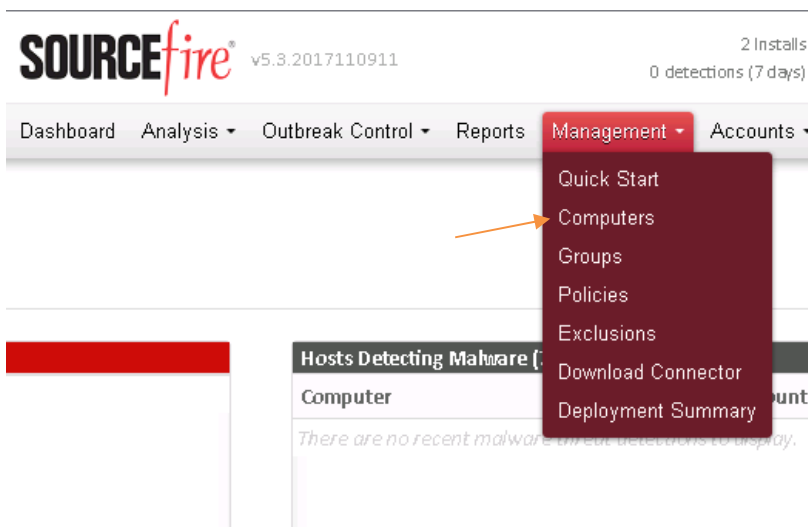 SOURCEfire® v5.3.2017110911
2 Installs
0 detections (7 days)
Dashboard Analysis Outbreak Control Reports Management Accounts
Quick Start
Computers
Groups
Policies
Exclusions
Download Connector
Deployment Summary
Hosts Detecting Malware (
Computer
There are no recent malware threat detections to display.